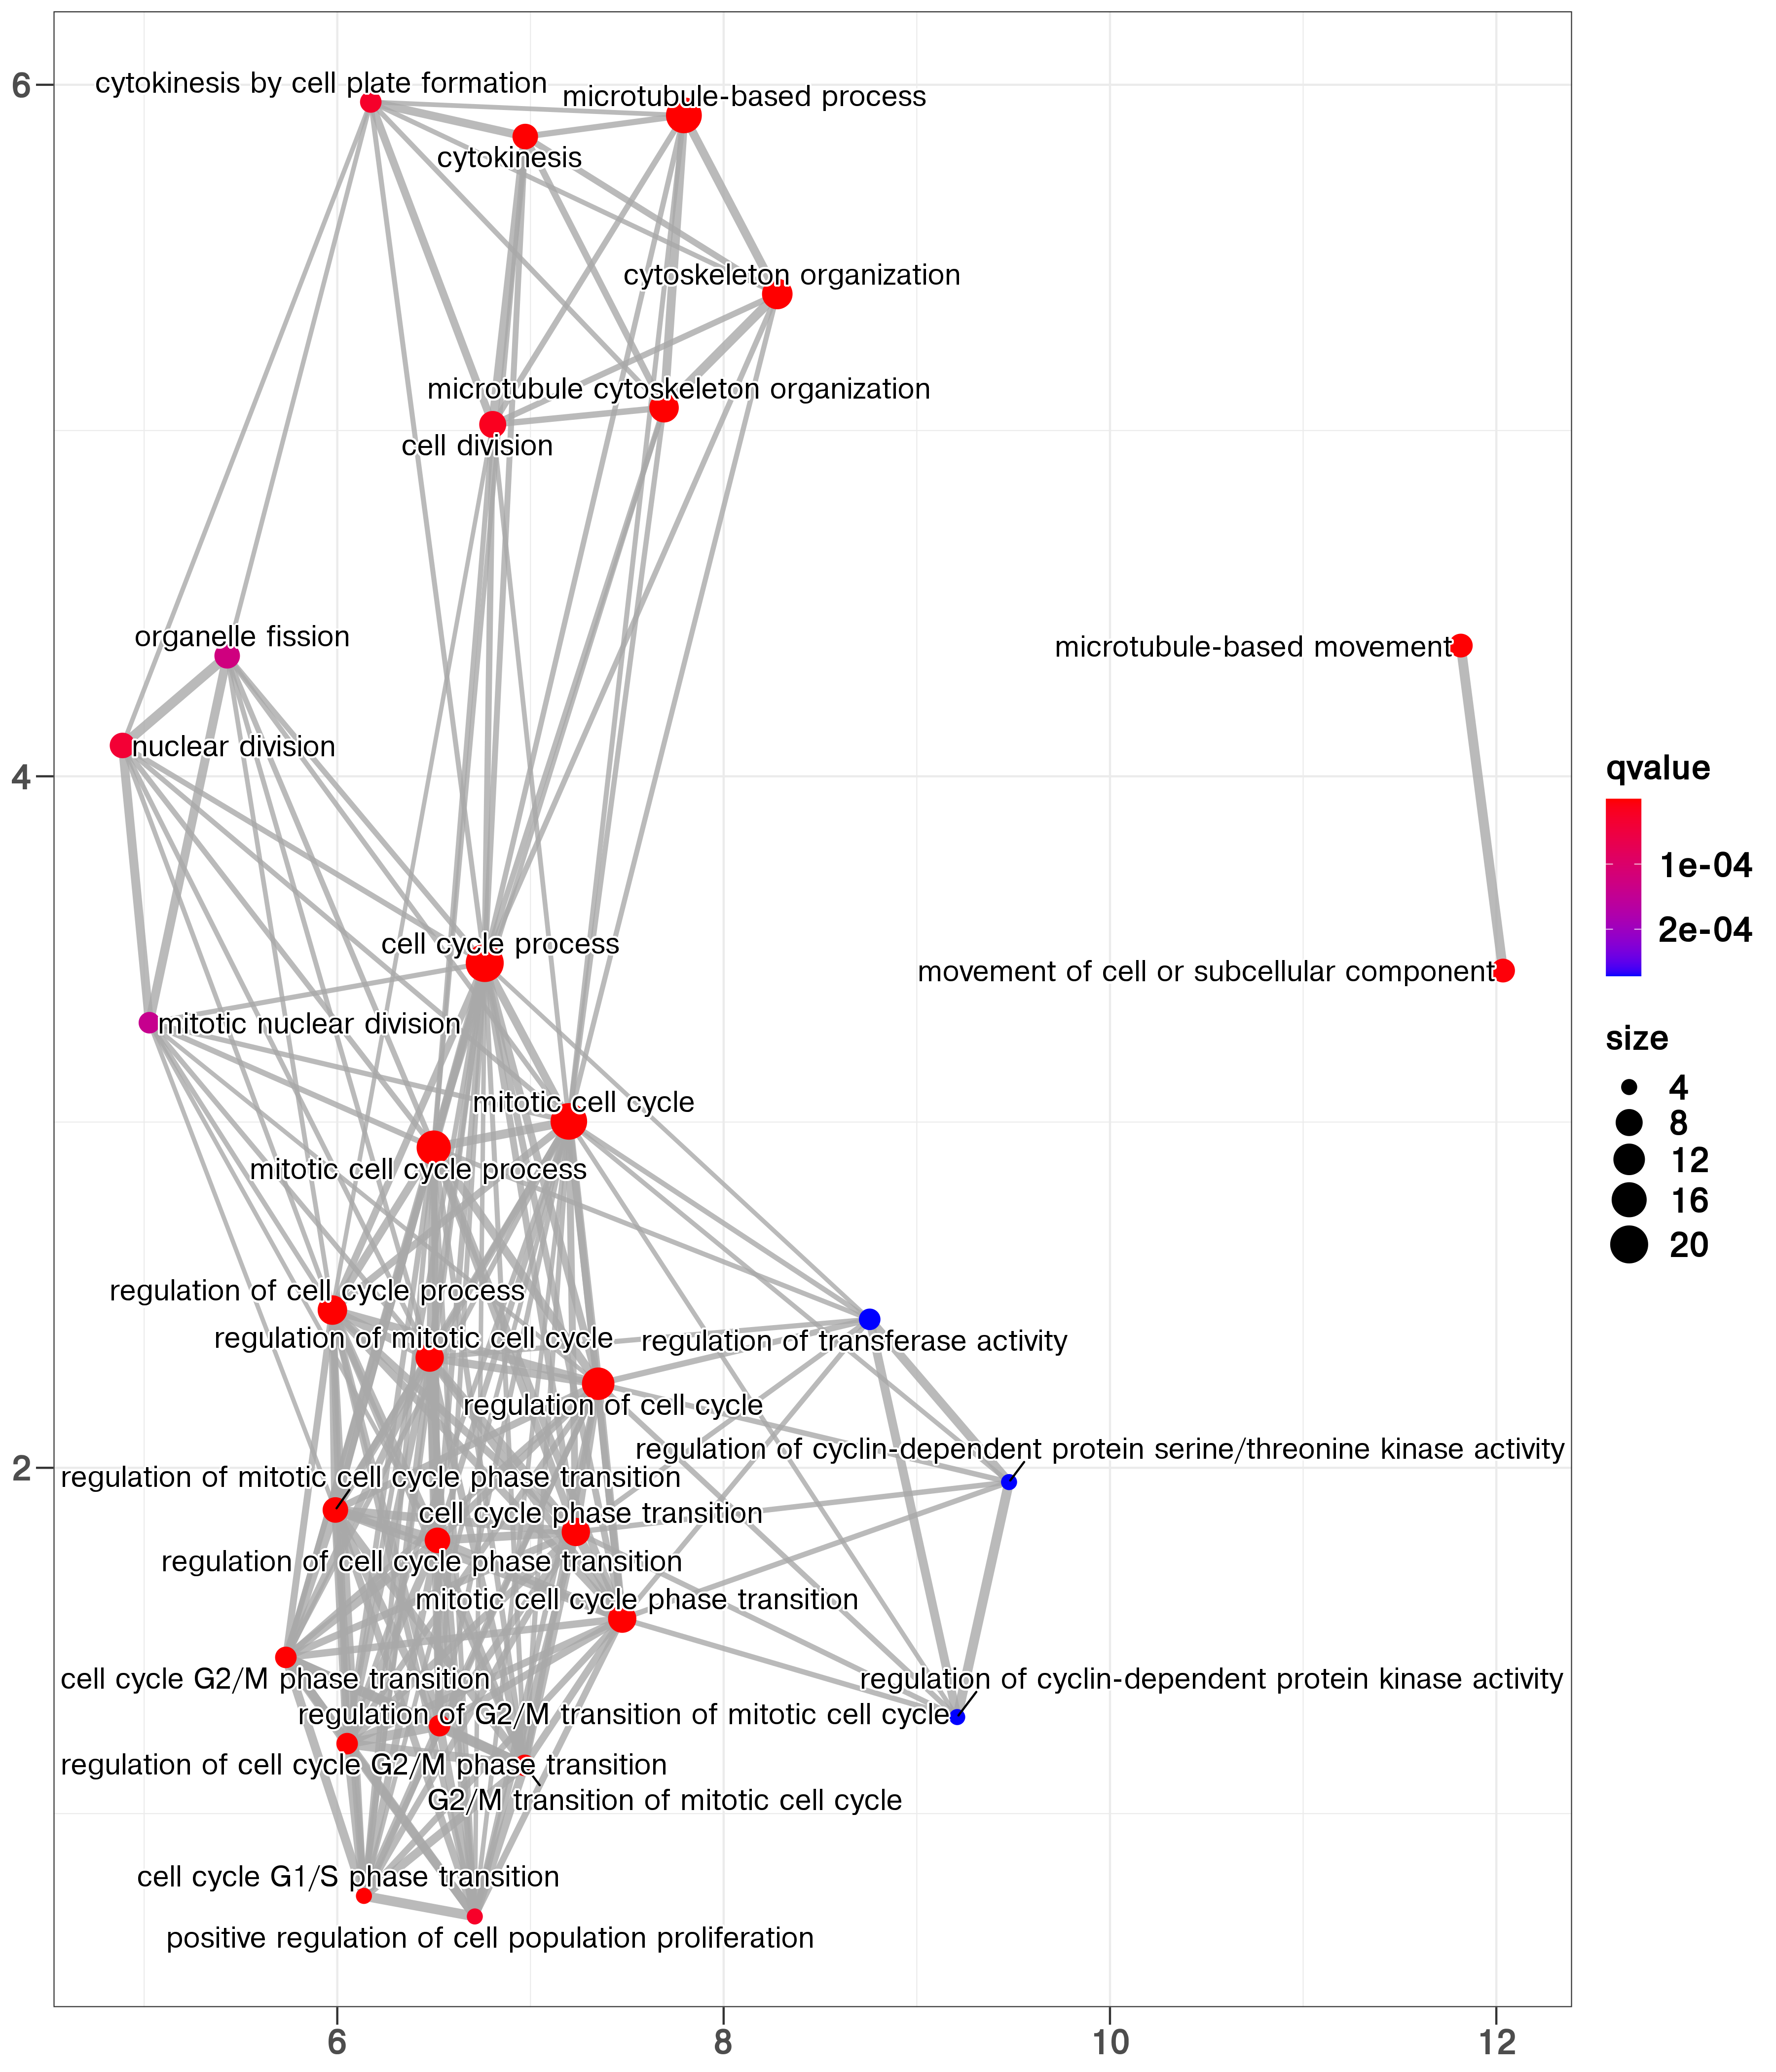 6
cytokinesis by cell plate formation
microtubule-based process
cytokinesis
cytoskeleton organization
microtubule cytoskeleton organization
cell division
organelle fission
microtubule-based movement
nuclear division
4
qvalue
1e-04
2e-04
cell cycle process
movement of cell or subcellular component
mitotic nuclear division
size
4
8
12
16
20
mitotic cell cycle
mitotic cell cycle process
regulation of cell cycle process
regulation of mitotic cell cycle
regulation of transferase activity
regulation of cell cycle
regulation of cyclin-dependent protein serine/threonine kinase activity
2
regulation of mitotic cell cycle phase transition
cell cycle phase transition
regulation of cell cycle phase transition
mitotic cell cycle phase transition
cell cycle G2/M phase transition
regulation of cyclin-dependent protein kinase activity
regulation of G2/M transition of mitotic cell cycle
regulation of cell cycle G2/M phase transition
G2/M transition of mitotic cell cycle
cell cycle G1/S phase transition
positive regulation of cell population proliferation
6
8
10
12